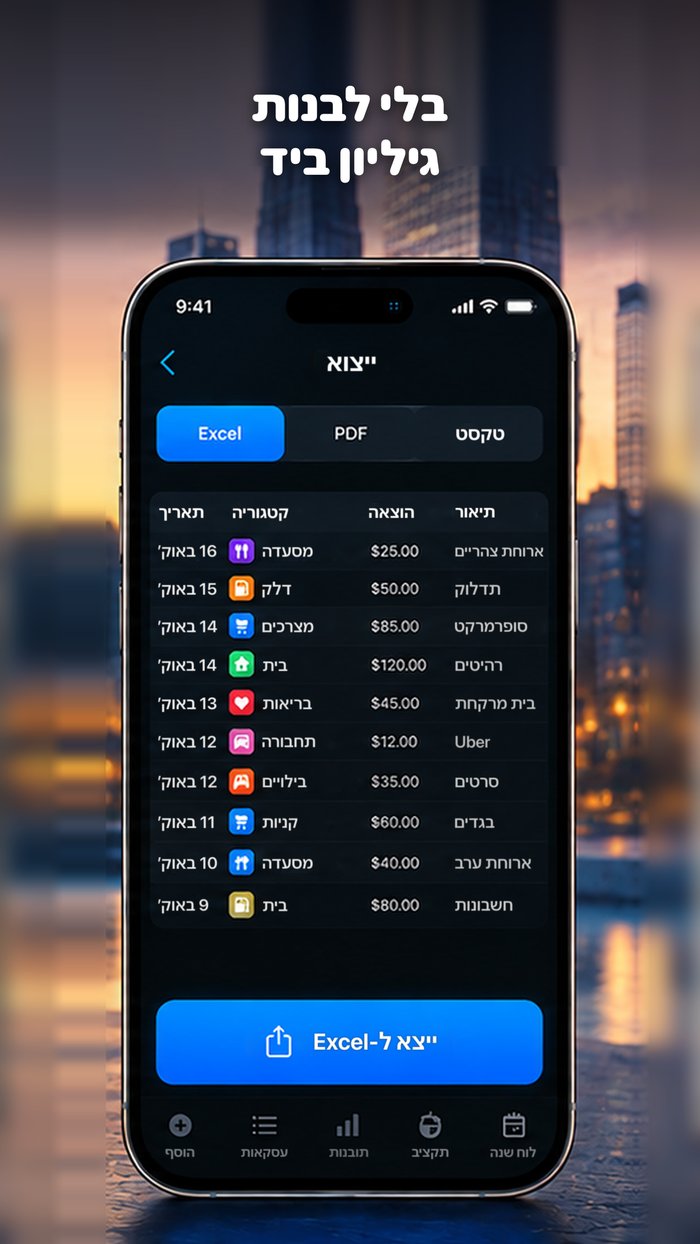 בלי לבנות
גיליון ביד
9:41
ייצוא
Excel PDF טקסט
תאריך קטגוריה הוצאה תיאור
16 באוק׳ מסעדה $25.00 ארוחת צהריים
15 באוק׳ דלק $50.00 תדלוק
14 באוק׳ מצרכים $85.00 סופרמרקט
14 באוק׳ בית $120.00 רהיטים
13 באוק׳ בריאות $45.00 בית מרקחת
12 באוק׳ תחבורה $12.00 Uber
12 באוק׳ בילויים $35.00 סרטים
11 באוק׳ קניות $60.00 בגדים
10 באוק׳ מסעדה $40.00 ארוחת ערב
9 באוק׳ בית $80.00 חשבונות
ייצא ל-Excel
הוסף עסקאות תובנות תקציב לוח שנה